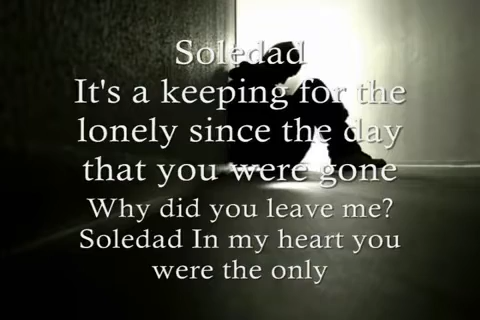 Soledad
It's a keeping for the
lonely since the day
that you were gone
Why did you leave me?
Soledad In my heart you
were the only